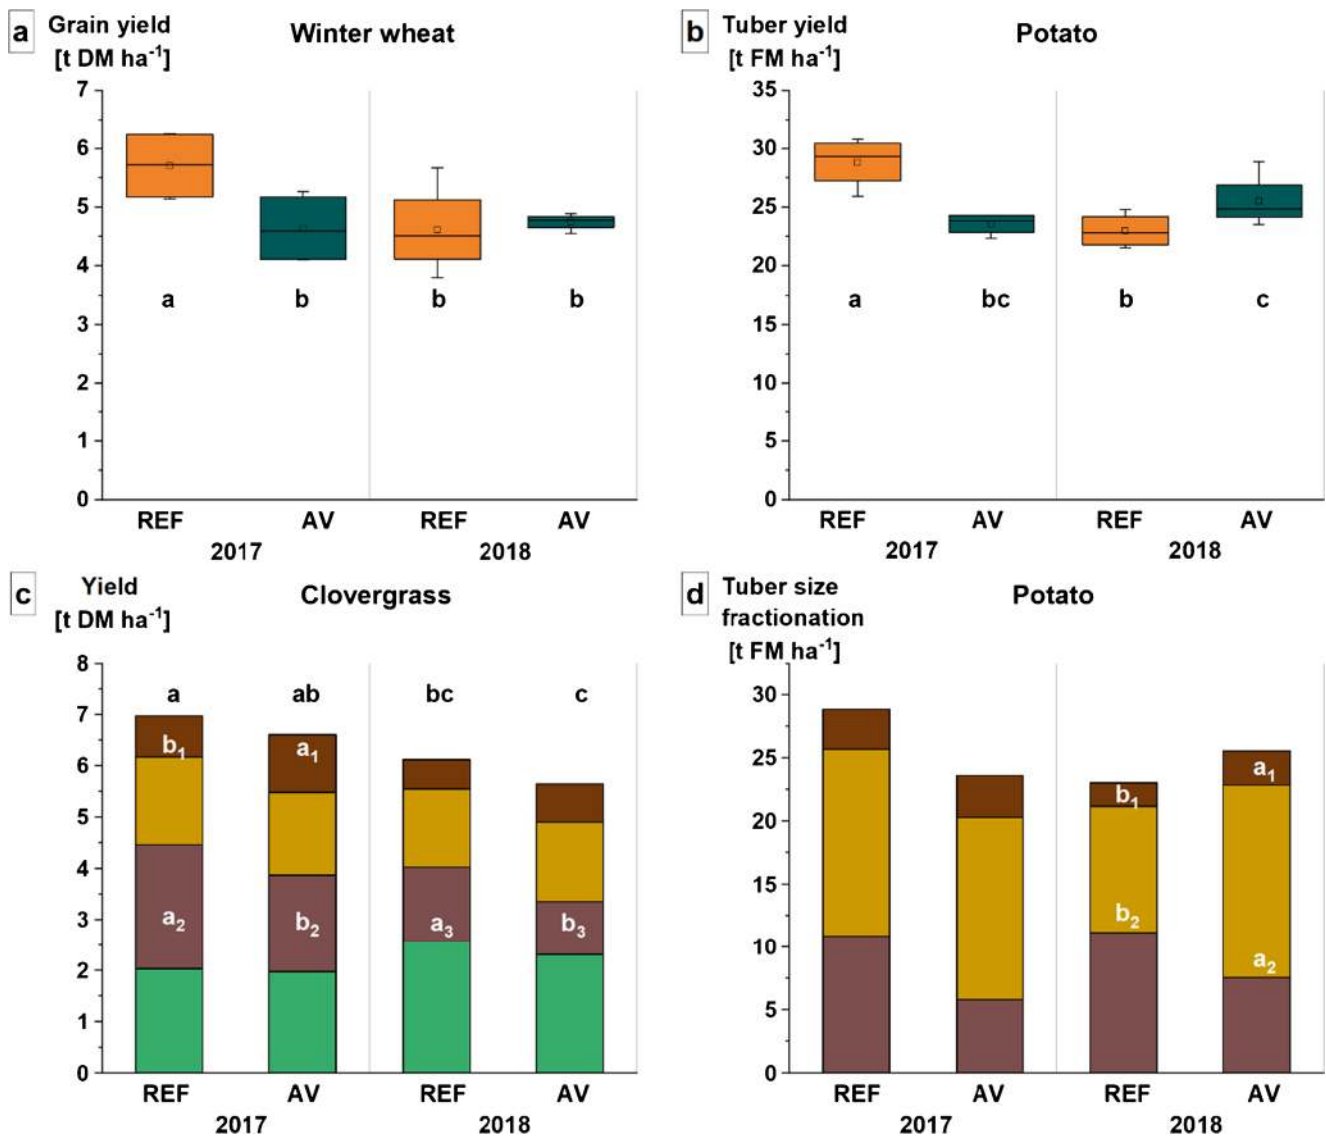 a Grain yield
[t DM ha⁻¹]
Winter wheat
7
6
5
4
3
2
1
0
a b b b
REF AV REF AV
2017 2018
b Tuber yield
[t FM ha⁻¹]
Potato
35
30
25
20
15
10
5
0
a bc b c
REF AV REF AV
2017 2018
c Yield
[t DM ha⁻¹]
Clovergrass
8
7
6
5
4
3
2
1
0
a ab bc c
b₁ a₁
a₂ b₂ a₃ b₃
REF AV REF AV
2017 2018
d Tuber size
fractionation
[t FM ha⁻¹]
Potato
30
25
20
15
10
5
0
b₁ a₁
b₂ a₂
REF AV REF AV
2017 2018